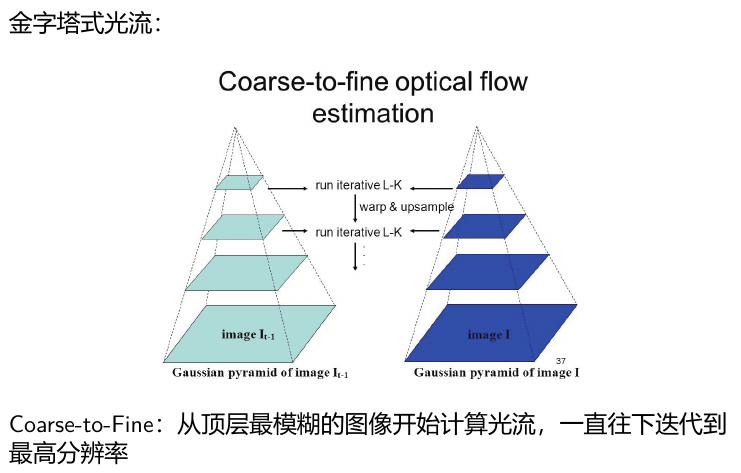 金字塔式光流：
Coarse-to-fine optical flow
estimation
run iterative L-K
warp & upsample
run iterative L-K
image It-1
image I
37
Gaussian pyramid of image It-1
Gaussian pyramid of image I
Coarse-to-Fine：从顶层最模糊的图像开始计算光流，一直往下迭代到
最高分辨率